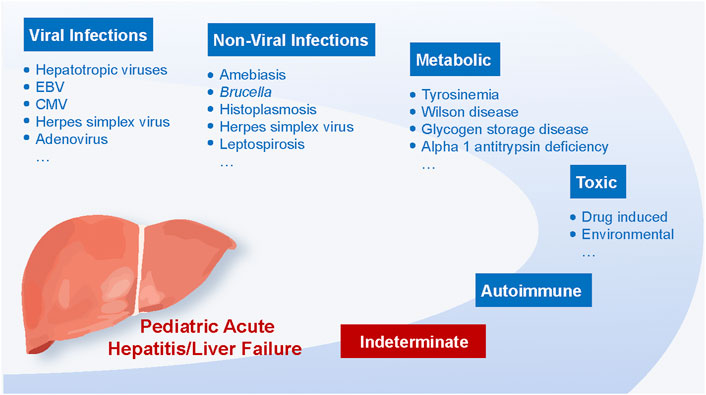 Viral Infections
• Hepatotropic viruses
• EBV
• CMV
• Herpes simplex virus
• Adenovirus
…
Non-Viral Infections
• Amebiasis
• Brucella
• Histoplasmosis
• Herpes simplex virus
• Leptospirosis
…
Metabolic
• Tyrosinemia
• Wilson disease
• Glycogen storage disease
• Alpha 1 antitrypsin deficiency
…
Toxic
• Drug induced
• Environmental
…
Autoimmune
Indeterminate
Pediatric Acute
Hepatitis/Liver Failure